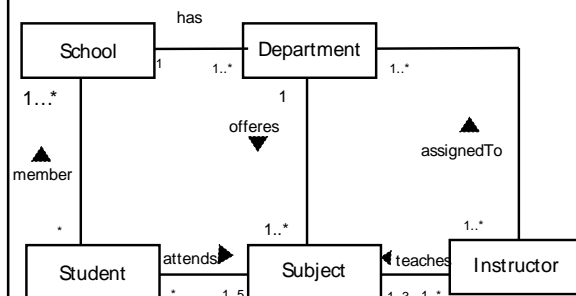 has
School
Department
1
1..*
1..*
1...*
1
offeres
assignedTo
member
*
1..*
1..*
Student
attends
Subject
teaches
Instructor
*
1..5
1..3
1..*